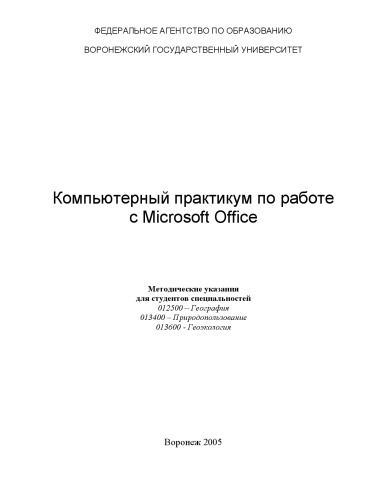 ФЕДЕРАЛЬНОЕ АГЕНТСТВО ПО ОБРАЗОВАНИЮ
ВОРОНЕЖСКИЙ ГОСУДАРСТВЕННЫЙ УНИВЕРСИТЕТ
Компьютерный практикум по работе
с Microsoft Office
Методические указания
для студентов специальностей
012500 – География
013400 – Природопользование
013600 - Геоэкология
Воронеж 2005